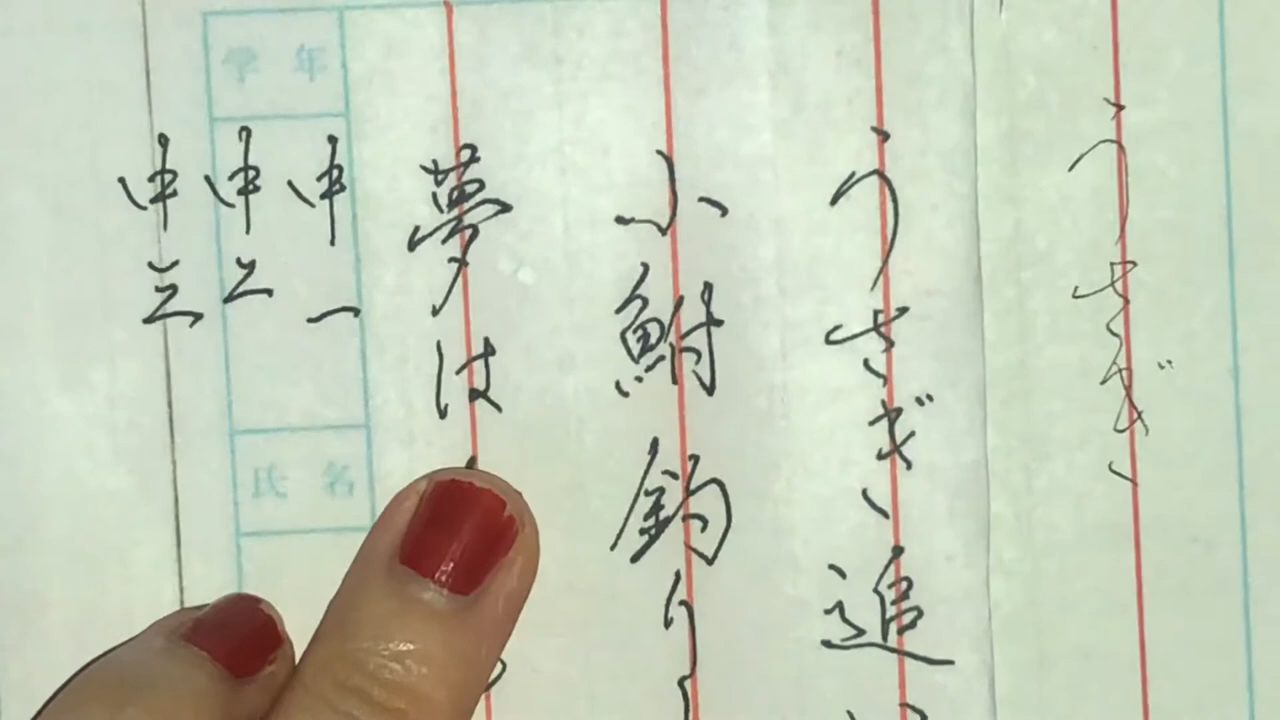 うさぎ
うさぎ追
小鮒釣り
夢は
学年
中一
中二
中三
氏名